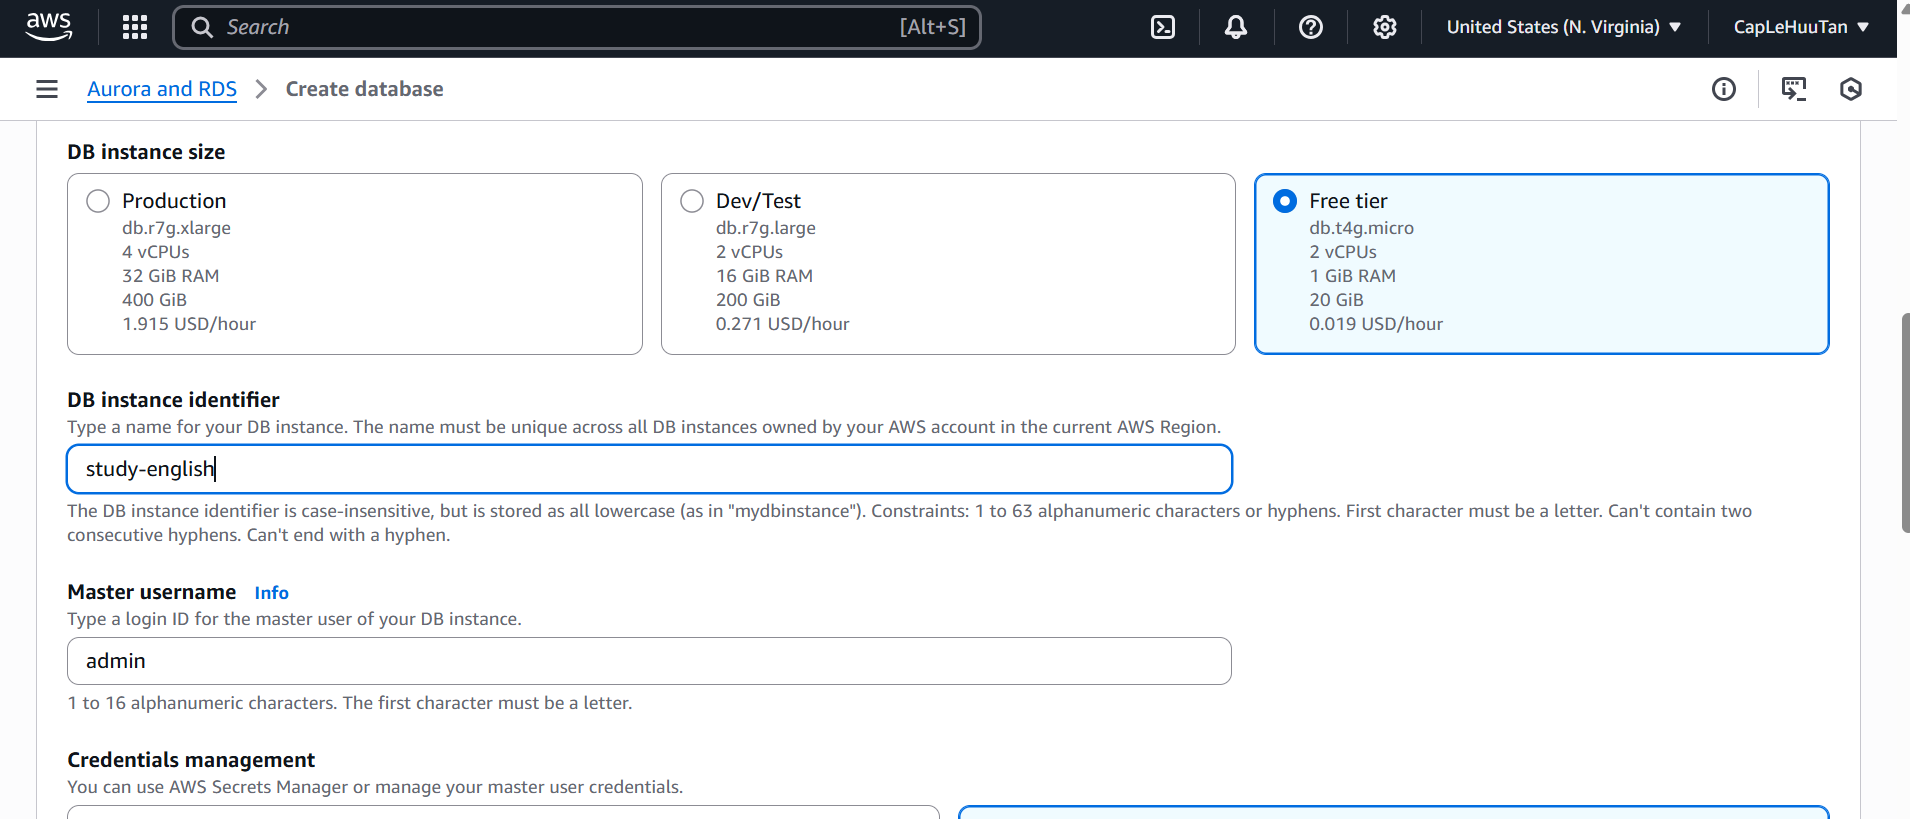 aws
Search
[Alt+S]
United States (N. Virginia)
CapLeHuuTan
Aurora and RDS
Create database
DB instance size
Production
db.r7g.xlarge
4 vCPUs
32 GiB RAM
400 GiB
1.915 USD/hour
Dev/Test
db.r7g.large
2 vCPUs
16 GiB RAM
200 GiB
0.271 USD/hour
Free tier
db.t4g.micro
2 vCPUs
1 GiB RAM
20 GiB
0.019 USD/hour
DB instance identifier
Type a name for your DB instance. The name must be unique across all DB instances owned by your AWS account in the current AWS Region.
study-english
The DB instance identifier is case-insensitive, but is stored as all lowercase (as in "mydbinstance"). Constraints: 1 to 63 alphanumeric characters or hyphens. First character must be a letter. Can't contain two
consecutive hyphens. Can't end with a hyphen.
Master username Info
Type a login ID for the master user of your DB instance.
admin
1 to 16 alphanumeric characters. The first character must be a letter.
Credentials management
You can use AWS Secrets Manager or manage your master user credentials.